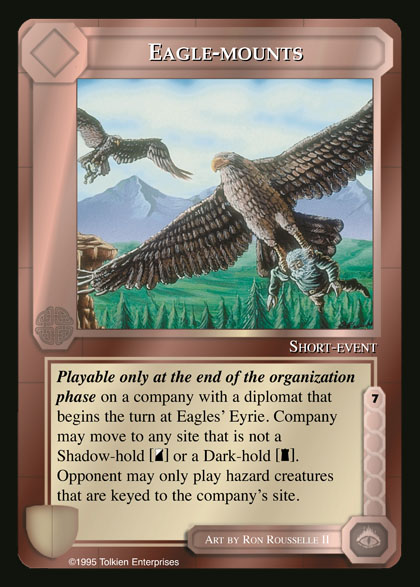 Eagle-mounts
Short-event
Playable only at the end of the organization
phase on a company with a diplomat that
begins the turn at Eagles' Eyrie. Company
may move to any site that is not a
Shadow-hold [ ] or a Dark-hold [ ].
Opponent may only play hazard creatures
that are keyed to the company's site.
7
Art by Ron Rousselle II
©1995 Tolkien Enterprises